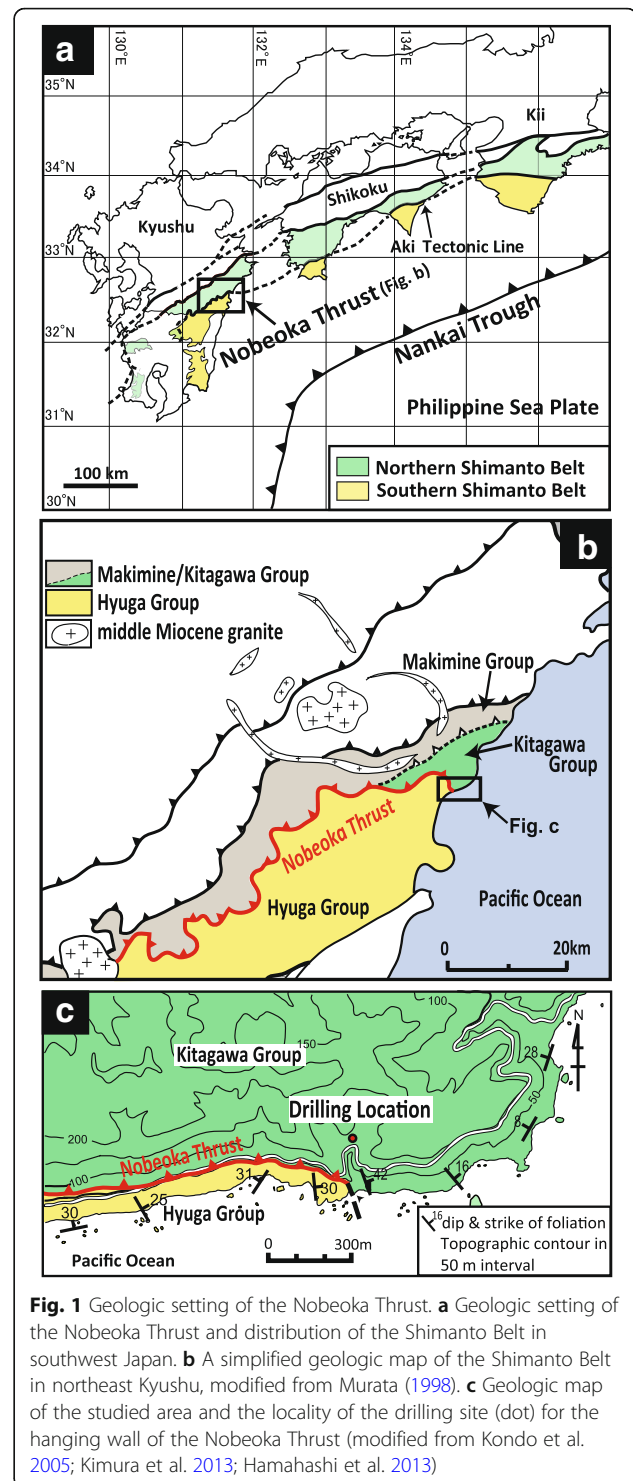 a
130°E
132°E
134°E
35°N
34°N
33°N
32°N
31°N
30°N
Kii
Shikoku
Kyushu
Aki Tectonic Line
Nobeoka Thrust (Fig. b)
Nankai Trough
Philippine Sea Plate
100 km
Northern Shimanto Belt
Southern Shimanto Belt
b
Makimine/Kitagawa Group
Hyuga Group
middle Miocene granite
Makimine Group
Kitagawa
Group
Fig. c
Nobeoka Thrust
Hyuga Group
Pacific Ocean
0 20km
c
100
N
150
Kitagawa Group
28
Drilling Location
50
8
200
Nobeoka Thrust
100
31
42
16
25
30
30
Hyuga Group
0 300m
Pacific Ocean
16 dip & strike of foliation
Topographic contour in
50 m interval
Fig. 1 Geologic setting of the Nobeoka Thrust. a Geologic setting of
the Nobeoka Thrust and distribution of the Shimanto Belt in
southwest Japan. b A simplified geologic map of the Shimanto Belt
in northeast Kyushu, modified from Murata (1998). c Geologic map
of the studied area and the locality of the drilling site (dot) for the
hanging wall of the Nobeoka Thrust (modified from Kondo et al.
2005; Kimura et al. 2013; Hamahashi et al. 2013)